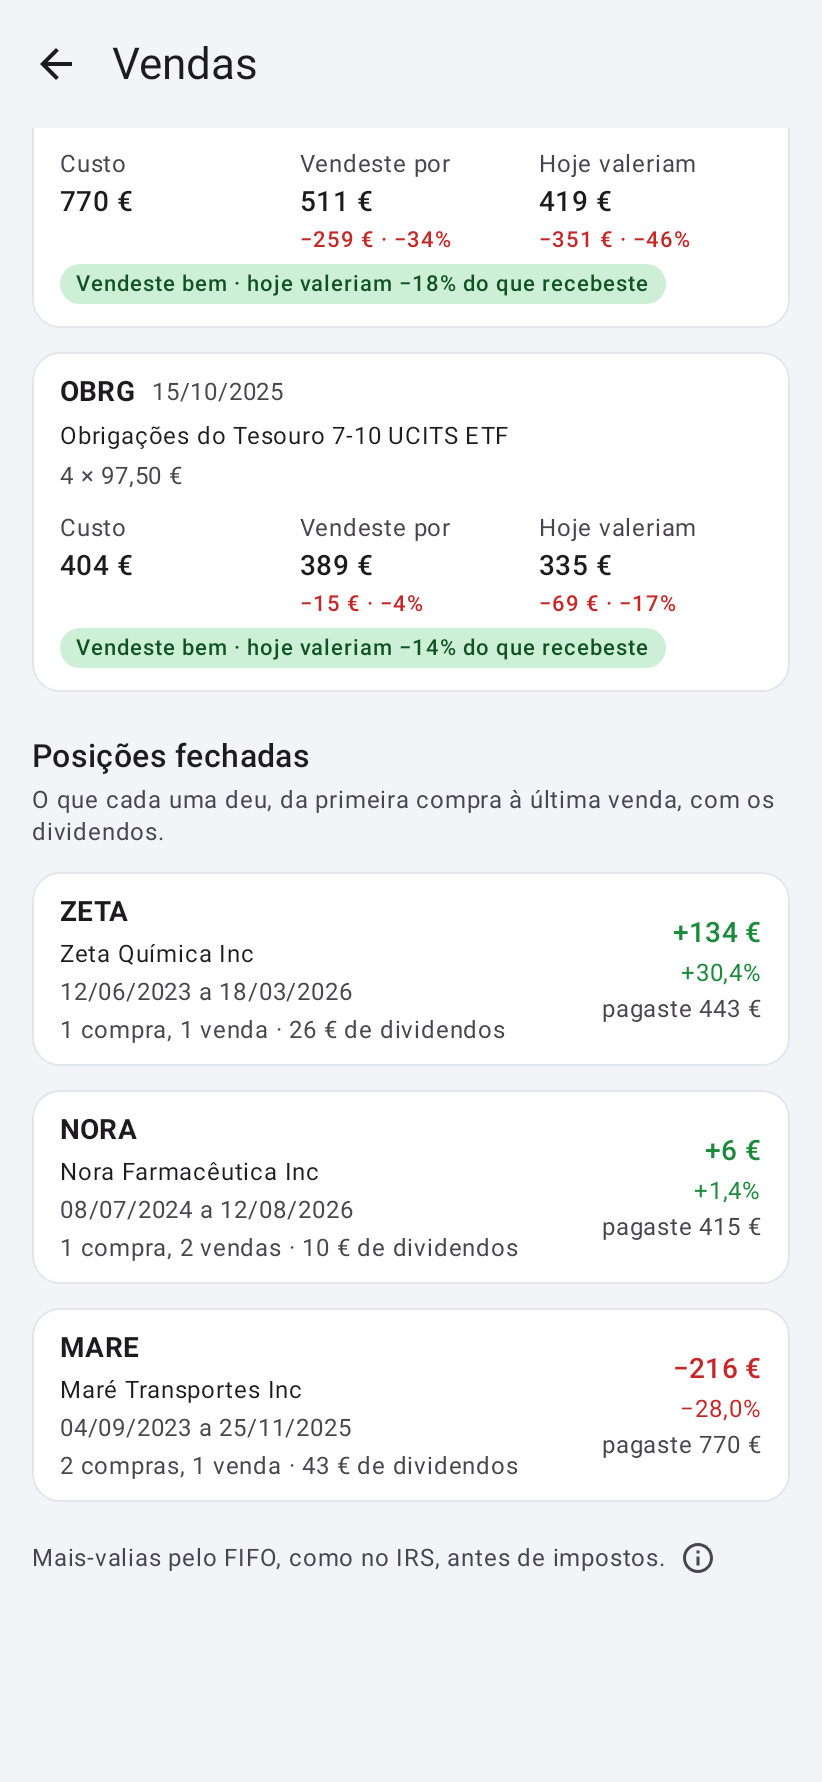 Vendas
Custo
Vendeste por
Hoje valeriam
770 €
511 €
419 €
−259 € · −34%
−351 € · −46%
Vendeste bem · hoje valeriam −18% do que recebeste
OBRG 15/10/2025
Obrigações do Tesouro 7-10 UCITS ETF
4 × 97,50 €
Custo
Vendeste por
Hoje valeriam
404 €
389 €
335 €
−15 € · −4%
−69 € · −17%
Vendeste bem · hoje valeriam −14% do que recebeste
Posições fechadas
O que cada uma deu, da primeira compra à última venda, com os
dividendos.
ZETA
Zeta Química Inc
12/06/2023 a 18/03/2026
1 compra, 1 venda · 26 € de dividendos
+134 €
+30,4%
pagaste 443 €
NORA
Nora Farmacêutica Inc
08/07/2024 a 12/08/2026
1 compra, 2 vendas · 10 € de dividendos
+6 €
+1,4%
pagaste 415 €
MARE
Maré Transportes Inc
04/09/2023 a 25/11/2025
2 compras, 1 venda · 43 € de dividendos
−216 €
−28,0%
pagaste 770 €
Mais-valias pelo FIFO, como no IRS, antes de impostos.